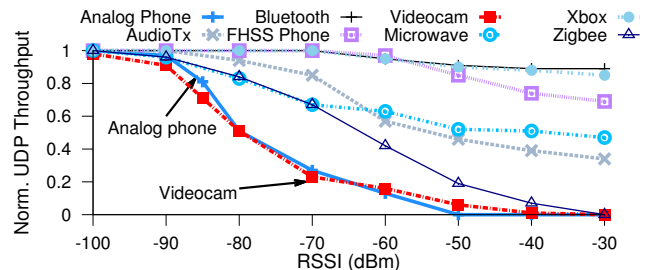 Analog Phone Bluetooth Videocam Xbox
AudioTx FHSS Phone Microwave Zigbee
1
0.8
0.6
0.4
0.2
0
Norm. UDP Throughput
Analog phone
Videocam
-100 -90 -80 -70 -60 -50 -40 -30
RSSI (dBm)